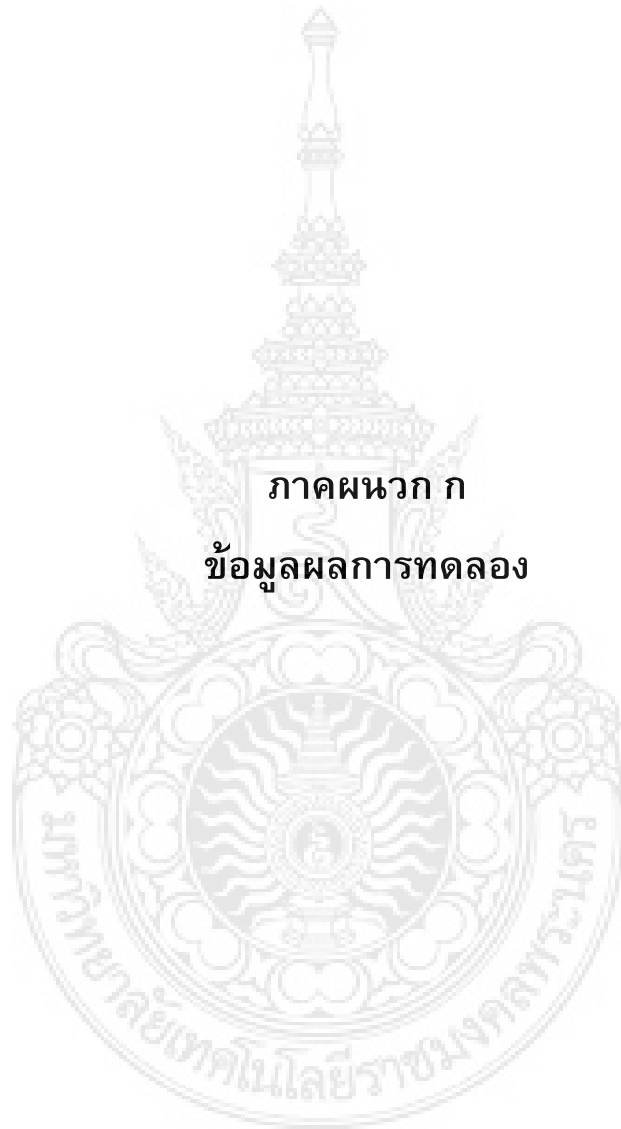 ภาคผนวก ก
ข้อมูลผลการทดลอง
มหาวิทยาลัยเทคโนโลยีราชมงคลพระนคร